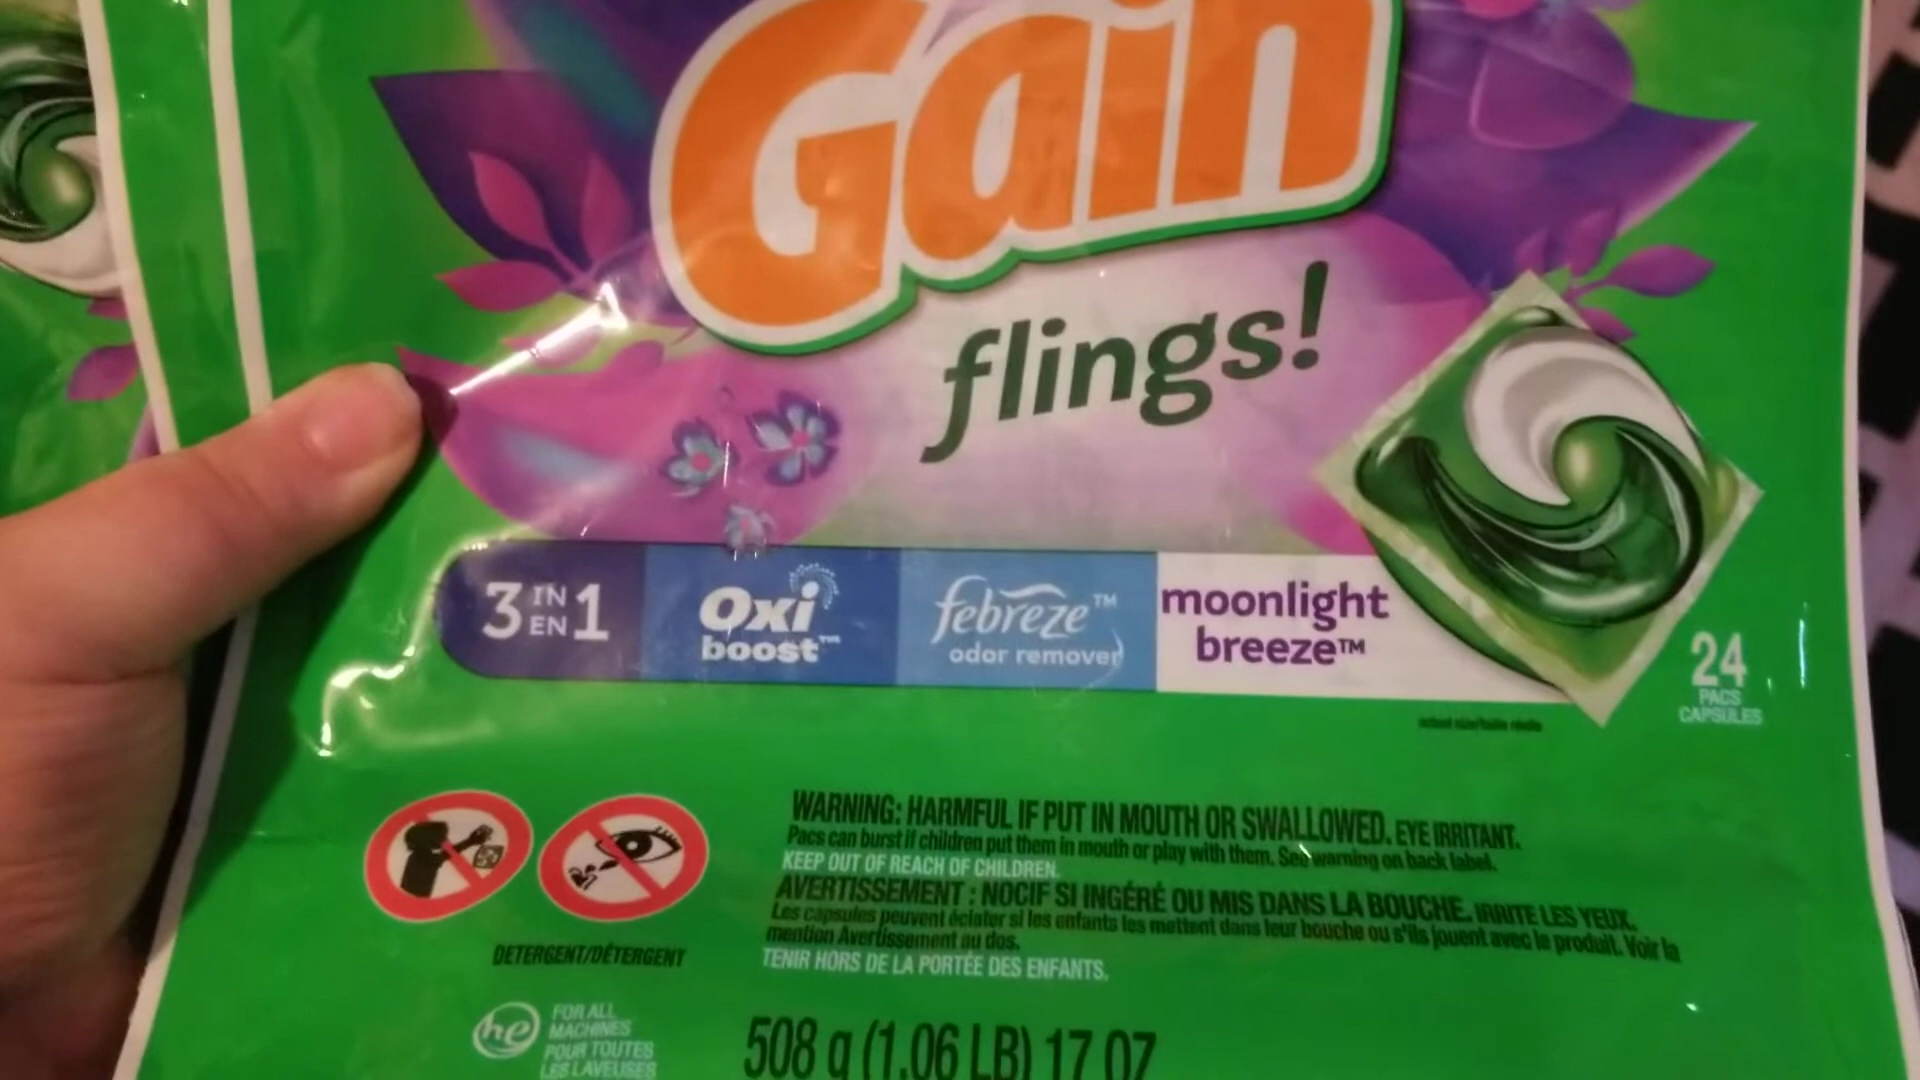 Gain
flings!
3 IN EN 1
Oxi
boost™
febreze™
odor remover
moonlight
breeze™
24
PACS
CAPSULES
WARNING: HARMFUL IF PUT IN MOUTH OR SWALLOWED. EYE IRRITANT.
Pacs can burst if children put them in mouth or play with them. See warning on back label.
KEEP OUT OF REACH OF CHILDREN.
AVERTISSEMENT : NOCIF SI INGÉRÉ OU MIS DANS LA BOUCHE. IRRITE LES YEUX.
Les capsules peuvent éclater si les enfants les mettent dans leur bouche ou s'ils jouent avec le produit. Voir la
mention Avertissement au dos.
TENIR HORS DE LA PORTÉE DES ENFANTS.
DETERGENT/DÉTERGENT
he
FOR ALL
MACHINES
POUR TOUTES
LES LAVEUSES
508 g (1.06 LB) 17 OZ